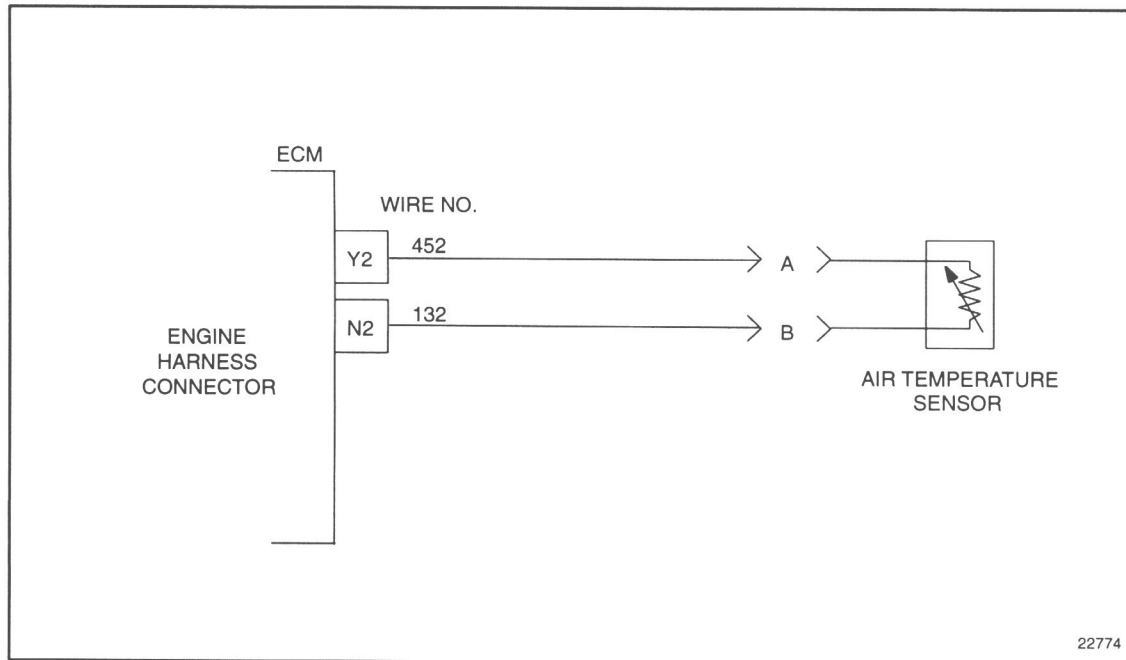 ECM
WIRE NO.
Y2
452
A
N2
132
B
ENGINE
HARNESS
CONNECTOR
AIR TEMPERATURE
SENSOR
22774